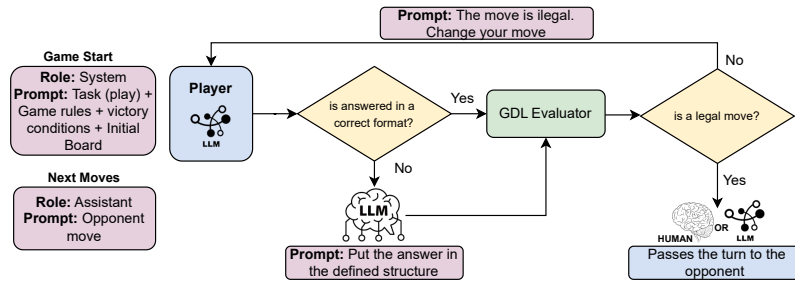 Prompt: The move is ilegal.
Change your move
Game Start
Role: System
Prompt: Task (play) +
Game rules + victory
conditions + Initial
Board
Player
LLM
is answered in a
correct format?
Yes
No
GDL Evaluator
is a legal move?
No
Yes
Next Moves
Role: Assistant
Prompt: Opponent
move
LLM
Prompt: Put the answer in
the defined structure
HUMAN OR LLM
Passes the turn to the
opponent